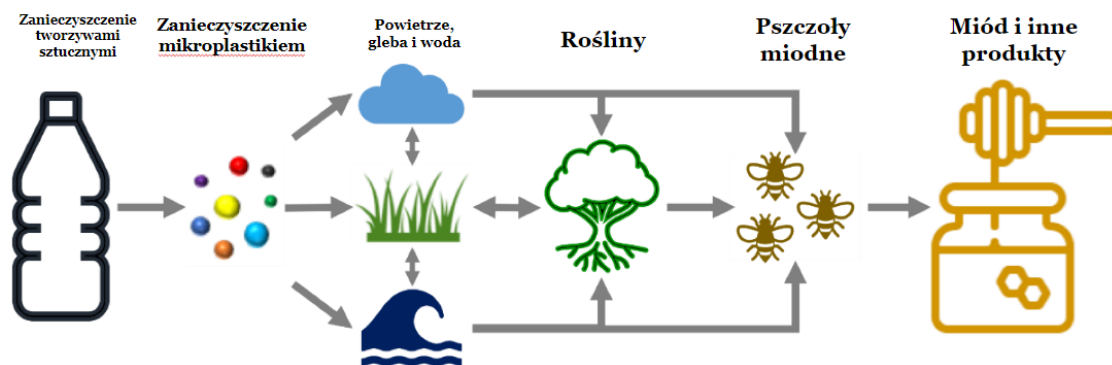 Zanieczyszczenie
tworzywami
sztucznymi
Zanieczyszczenie
mikroplastikiem
Powietrze,
gleba i woda
Rośliny
Pszczoły
miodne
Miód i inne
produkty